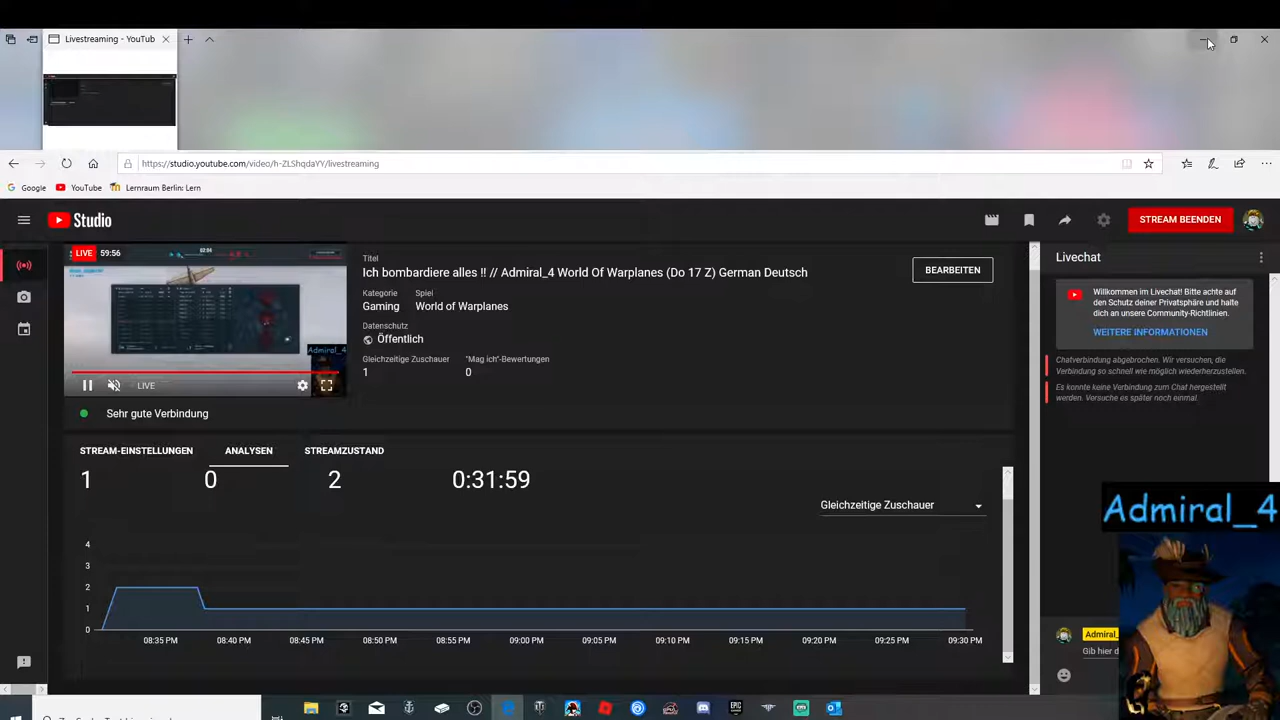 Livestreaming - YouTub
https://studio.youtube.com/video/h-ZLShqdaYY/livestreaming
Google YouTube Lernraum Berlin: Lern
Studio
STREAM BEENDEN
LIVE 59:56
02:04
Admiral_4
LIVE
Titel
Ich bombardiere alles !! // Admiral_4 World Of Warplanes (Do 17 Z) German Deutsch
BEARBEITEN
Kategorie Spiel
Gaming World of Warplanes
Datenschutz
Öffentlich
Gleichzeitige Zuschauer "Mag ich"-Bewertungen
1 0
Sehr gute Verbindung
Livechat
Willkommen im Livechat! Bitte achte auf
den Schutz deiner Privatsphäre und halte
dich an unsere Community-Richtlinien.
WEITERE INFORMATIONEN
Chatverbindung abgebrochen. Wir versuchen, die
Verbindung so schnell wie möglich wiederherzustellen.
Es konnte keine Verbindung zum Chat hergestellt
werden. Versuche es später noch einmal.
STREAM-EINSTELLUNGEN ANALYSEN STREAMZUSTAND
1 0 2 0:31:59
Gleichzeitige Zuschauer
4
3
2
1
0
08:35 PM 08:40 PM 08:45 PM 08:50 PM 08:55 PM 09:00 PM 09:05 PM 09:10 PM 09:15 PM 09:20 PM 09:25 PM 09:30 PM
Admiral_4
Admiral_
Gib hier d